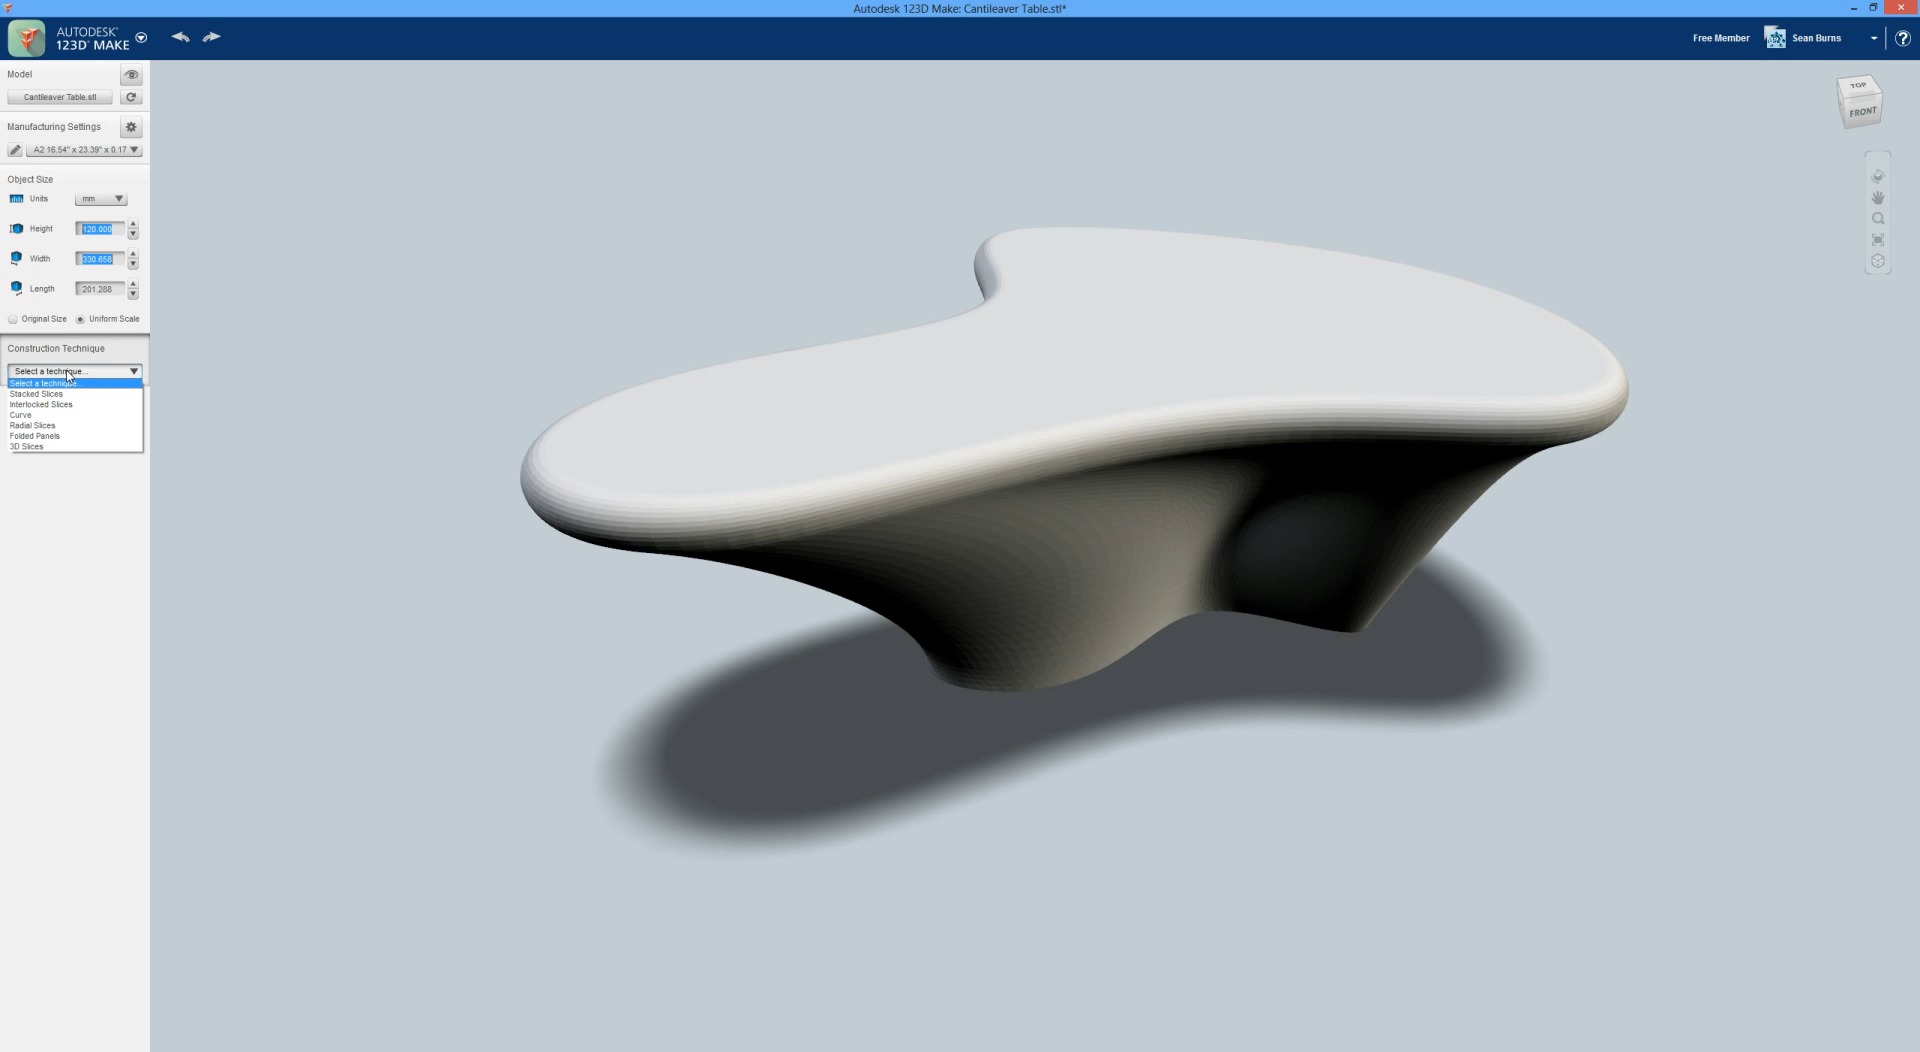 Autodesk 123D Make: Cantileaver Table.stl*
AUTODESK®
123D® MAKE
Free Member
Sean Burns
?
Model
Cantileaver Table.stl
Manufacturing Settings
A2 16.54" x 23.39" x 0.17
Object Size
Units mm
Height 120.000
Width 330.658
Length 201.288
Original Size Uniform Scale
Construction Technique
Select a technique...
Select a technique...
Stacked Slices
Interlocked Slices
Curve
Radial Slices
Folded Panels
3D Slices
TOP
FRONT